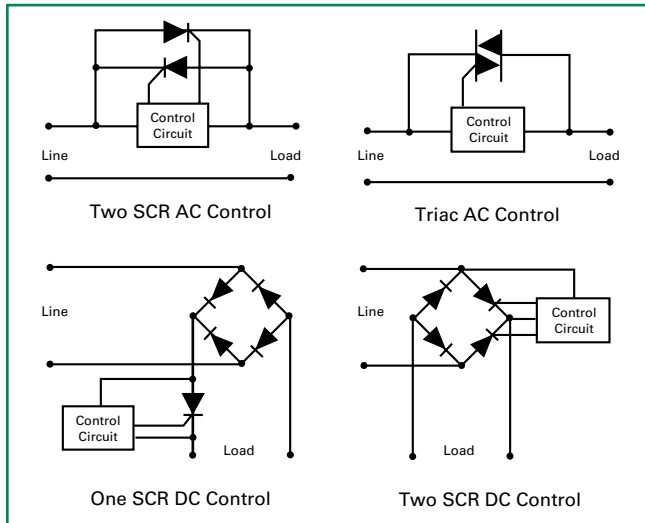 Control
Circuit
Line
Load
Two SCR AC Control
Control
Circuit
Line
Load
Triac AC Control
Line
Control
Circuit
Load
One SCR DC Control
Line
Control
Circuit
Load
Two SCR DC Control